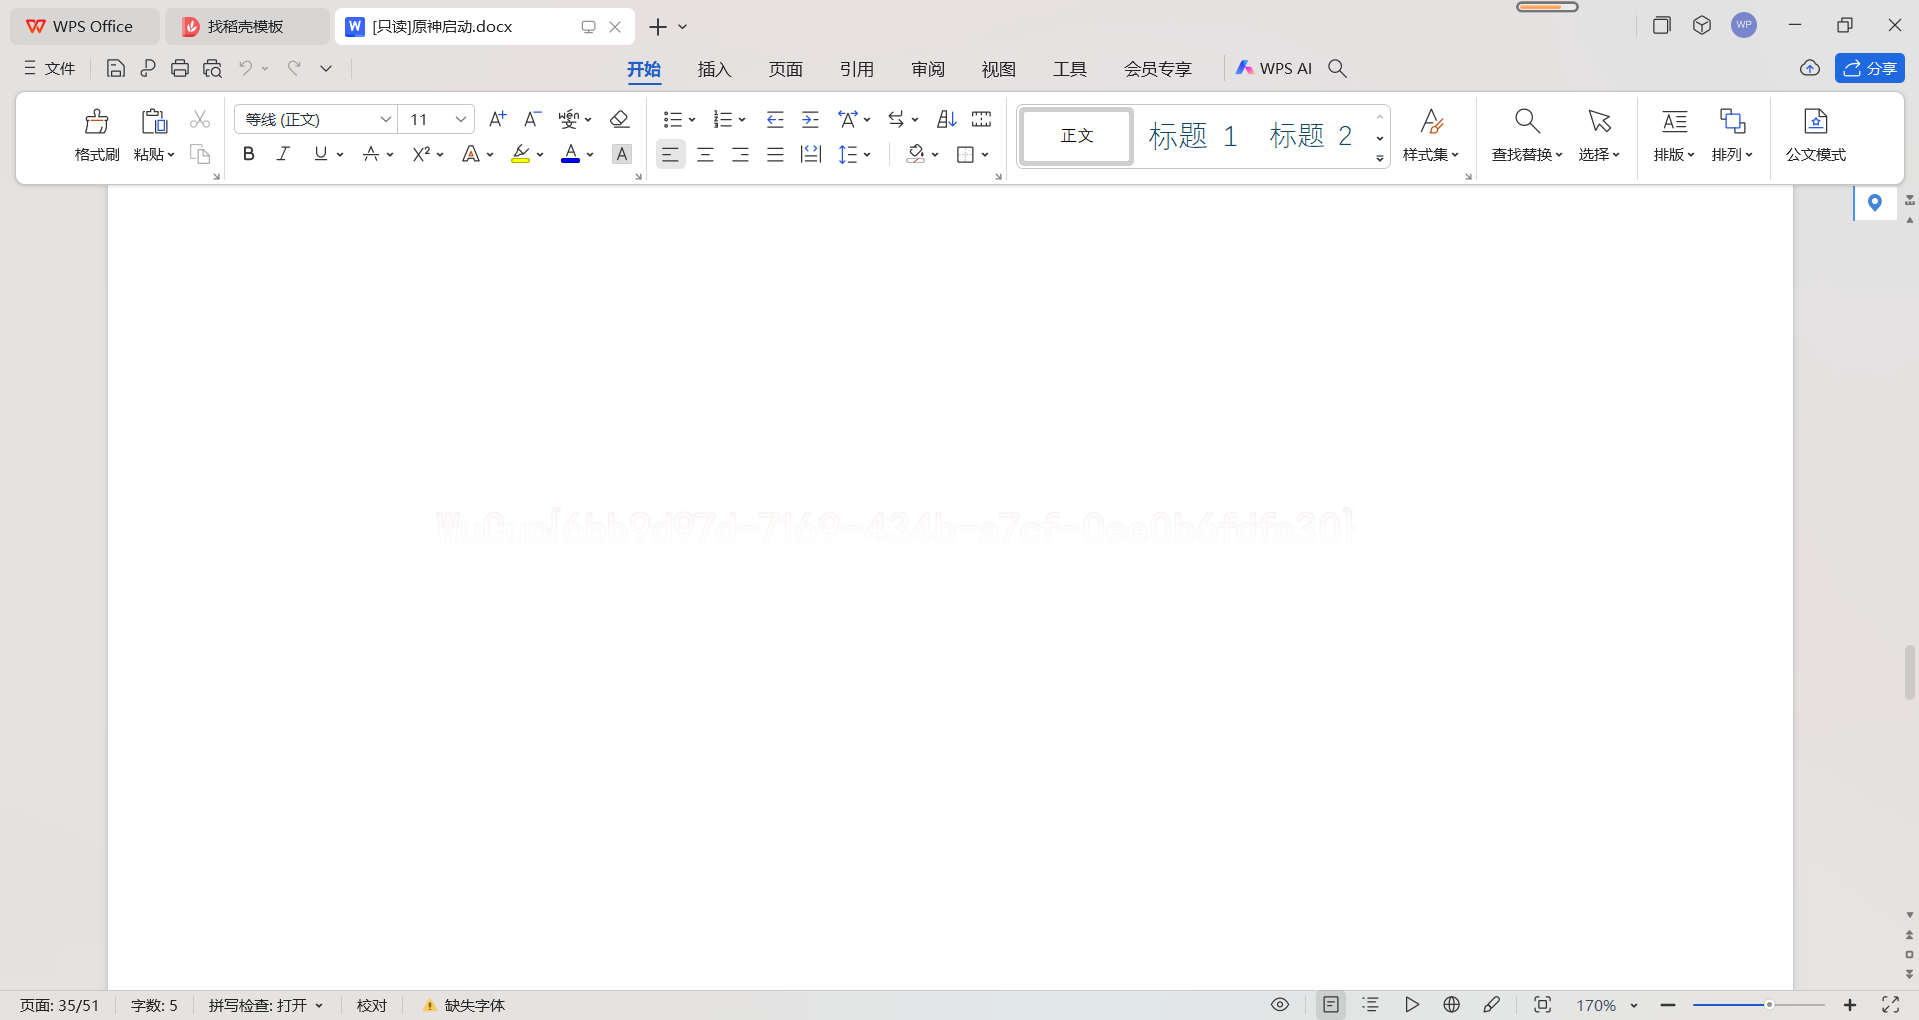 WPS Office 找稻壳模板 [只读]原神启动.docx WP
文件 开始 插入 页面 引用 审阅 视图 工具 会员专享 WPS AI 分享
等线 (正文) 11 wén 变 正文 标题 1 标题 2
格式刷 粘贴 B I U A X² A A A 样式集 查找替换 选择 排版 排列 公文模式
WuCup{6bb9d97d-7169-434b-a7cf-0ee0b6fdfa30}
页面: 35/51 字数: 5 拼写检查: 打开 校对 缺失字体 170%